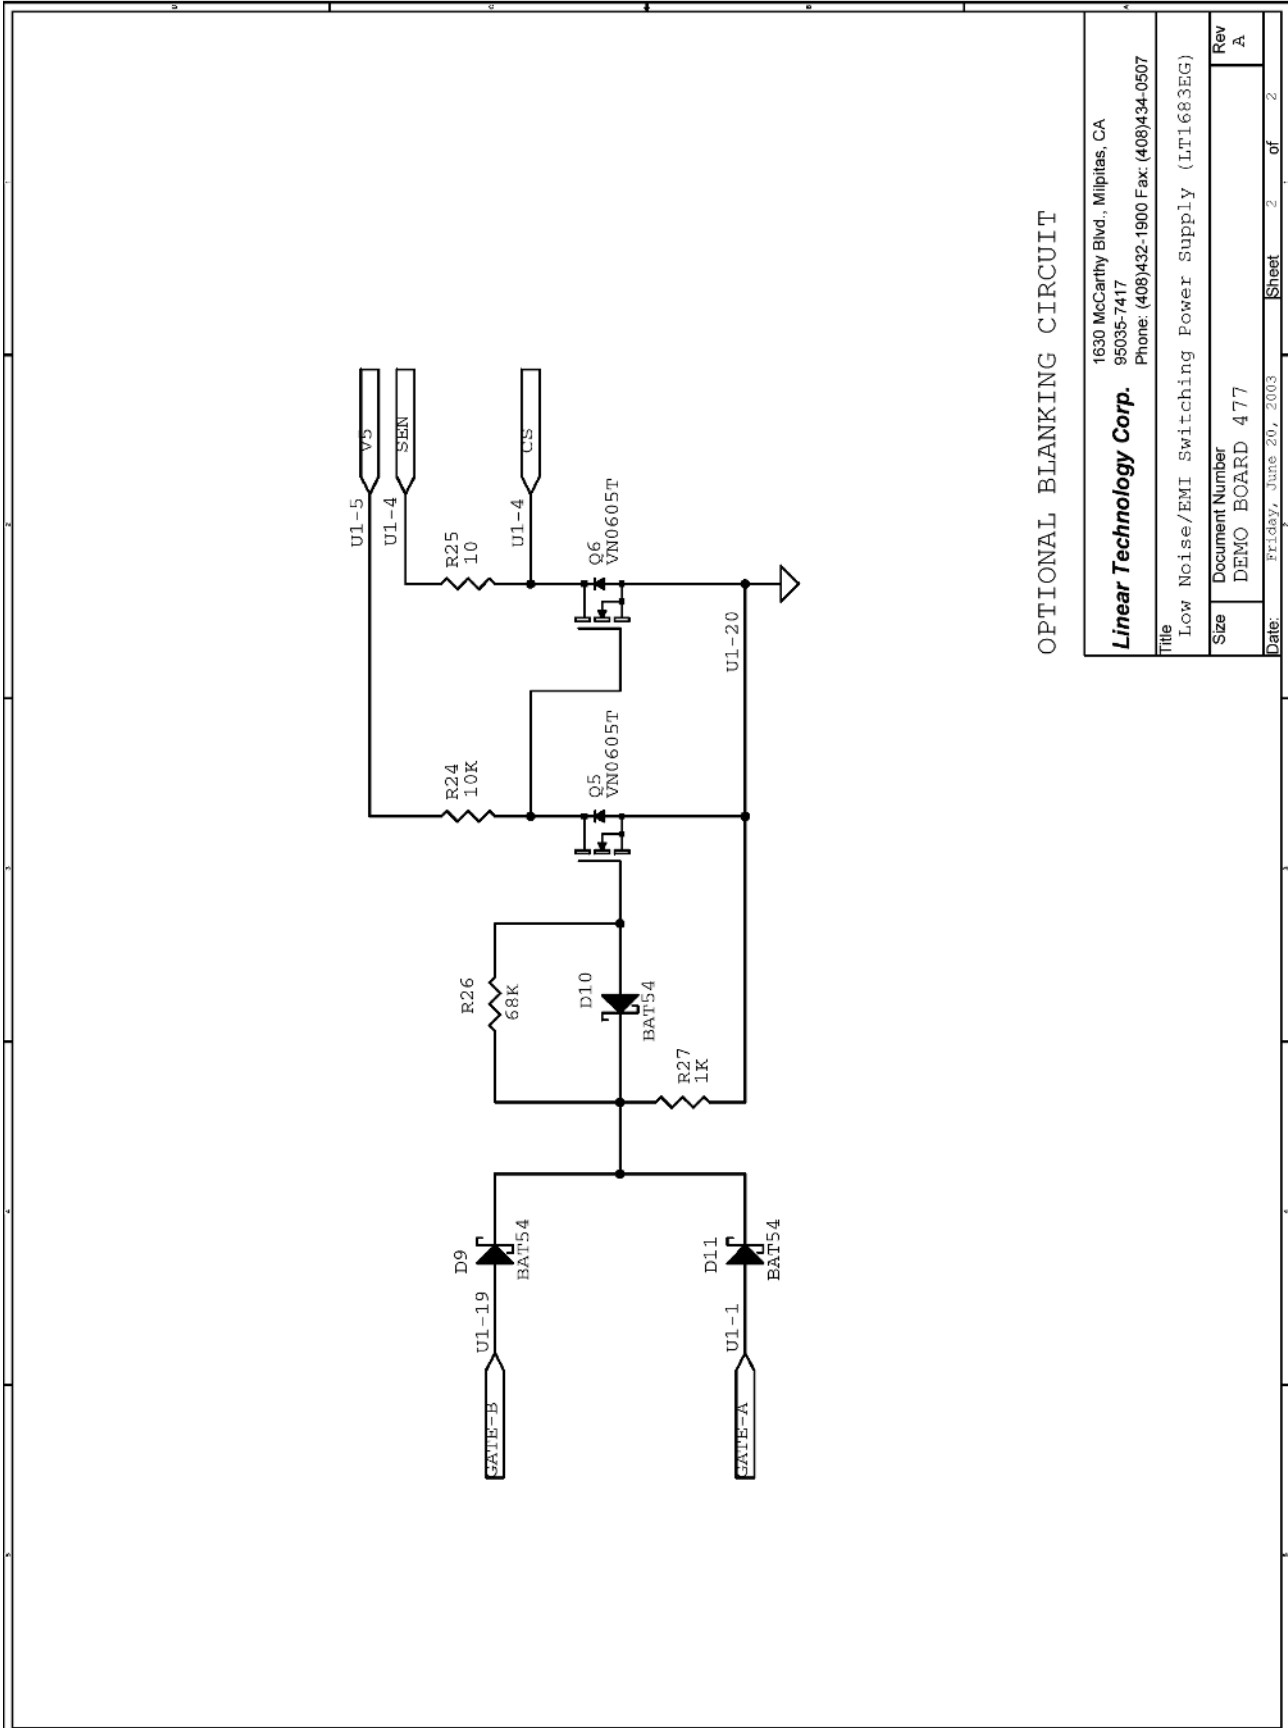 U1-5
V5
U1-4
SEN
R25
10
U1-4
CS
R24
10K
Q6
VN0605T
Q5
VN0605T
R26
68K
D10
BAT54
R27
1K
U1-20
D9
BAT54
U1-19
GATE-B
D11
BAT54
U1-1
GATE-A
OPTIONAL BLANKING CIRCUIT
Linear Technology Corp.
1630 McCarthy Blvd., Milpitas, CA
95035-7417
Phone: (408)432-1900 Fax: (408)434-0507
Title
Low Noise/EMI Switching Power Supply (LT1683EG)
Size
Document Number
DEMO BOARD 477
Rev
A
Date:
Friday, June 20, 2003
Sheet 2 of 2